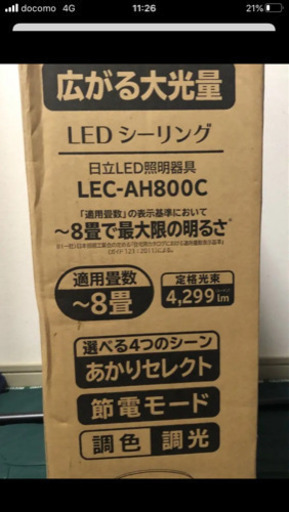 docomo 4G 11:26 21%
広がる大光量
LED シーリング
日立LED照明器具
LEC-AH800C
「適用畳数」の表示基準において
~8畳で最大限の明るさ*
適用畳数
~8畳
定格光束
4,299 lm
選べる4つのシーン
あかりセレクト
節電モード
調色 調光